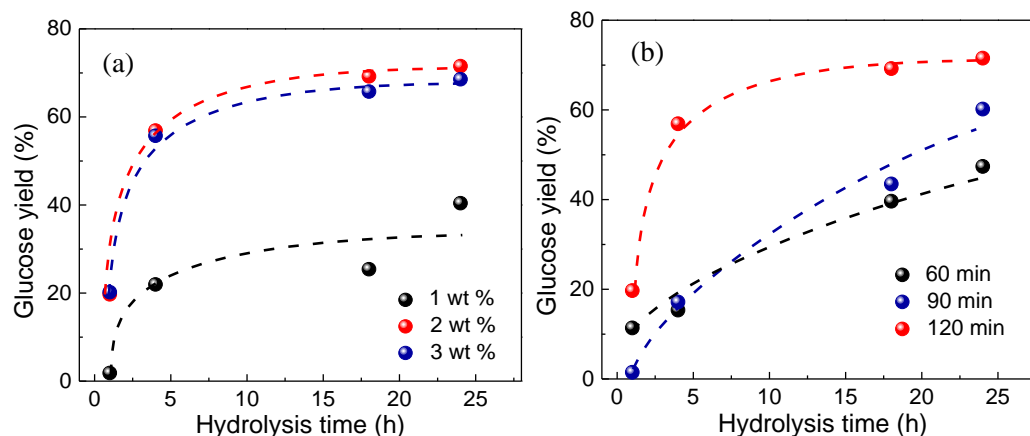 (a)
Glucose yield (%)
80
60
40
20
0
1 wt %
2 wt %
3 wt %
0 5 10 15 20 25
Hydrolysis time (h)
(b)
Glucose yield (%)
80
60
40
20
0
60 min
90 min
120 min
0 5 10 15 20 25
Hydrolysis time (h)